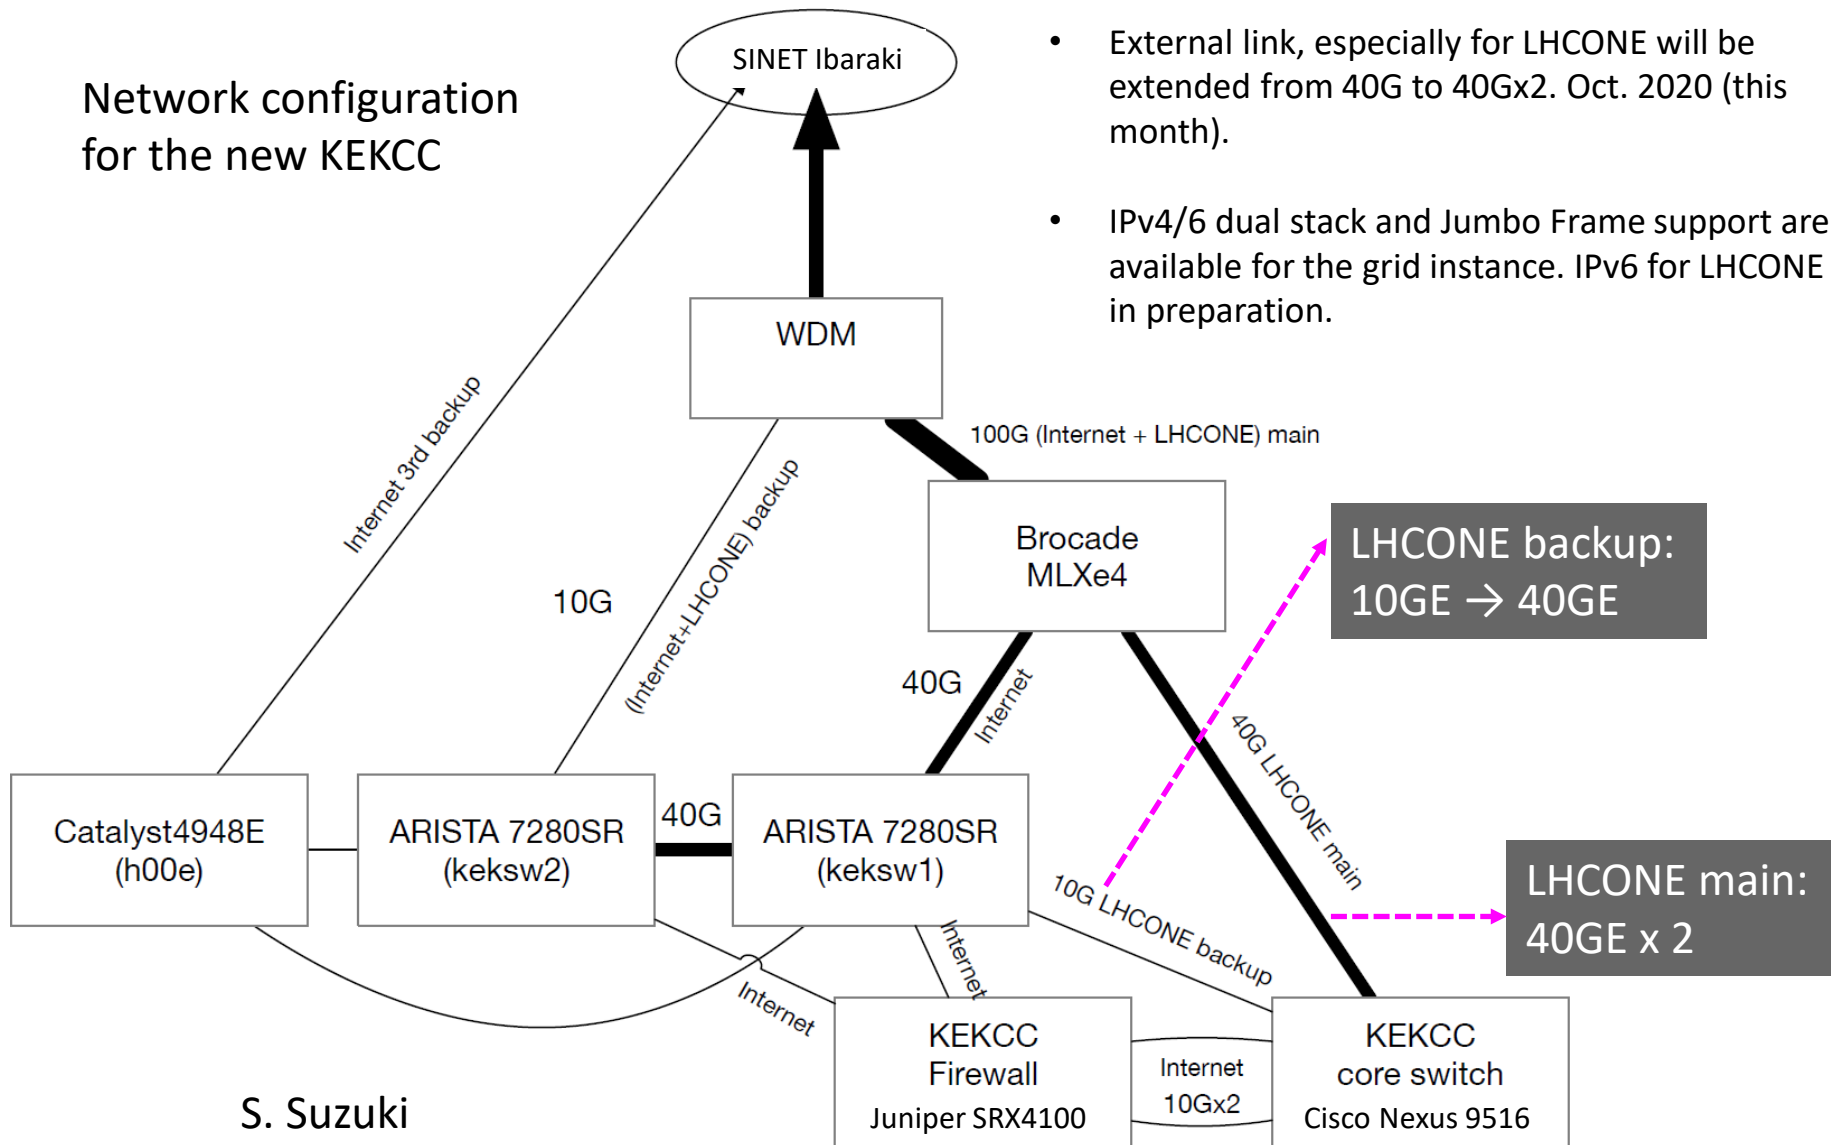 Network configuration
for the new KEKCC
SINET Ibaraki
• External link, especially for LHCONE will be
extended from 40G to 40Gx2. Oct. 2020 (this
month).
• IPv4/6 dual stack and Jumbo Frame support are
available for the grid instance. IPv6 for LHCONE
in preparation.
WDM
Internet 3rd backup
10G
(Internet+LHCONE) backup
100G (Internet + LHCONE) main
Brocade
MLXe4
LHCONE backup:
10GE → 40GE
40G
Internet
40G LHCONE main
Catalyst4948E
(h00e)
ARISTA 7280SR
(keksw2)
40G
ARISTA 7280SR
(keksw1)
10G LHCONE backup
LHCONE main:
40GE x 2
Internet
Internet
KEKCC
Firewall
Juniper SRX4100
Internet
10Gx2
KEKCC
core switch
Cisco Nexus 9516
S. Suzuki